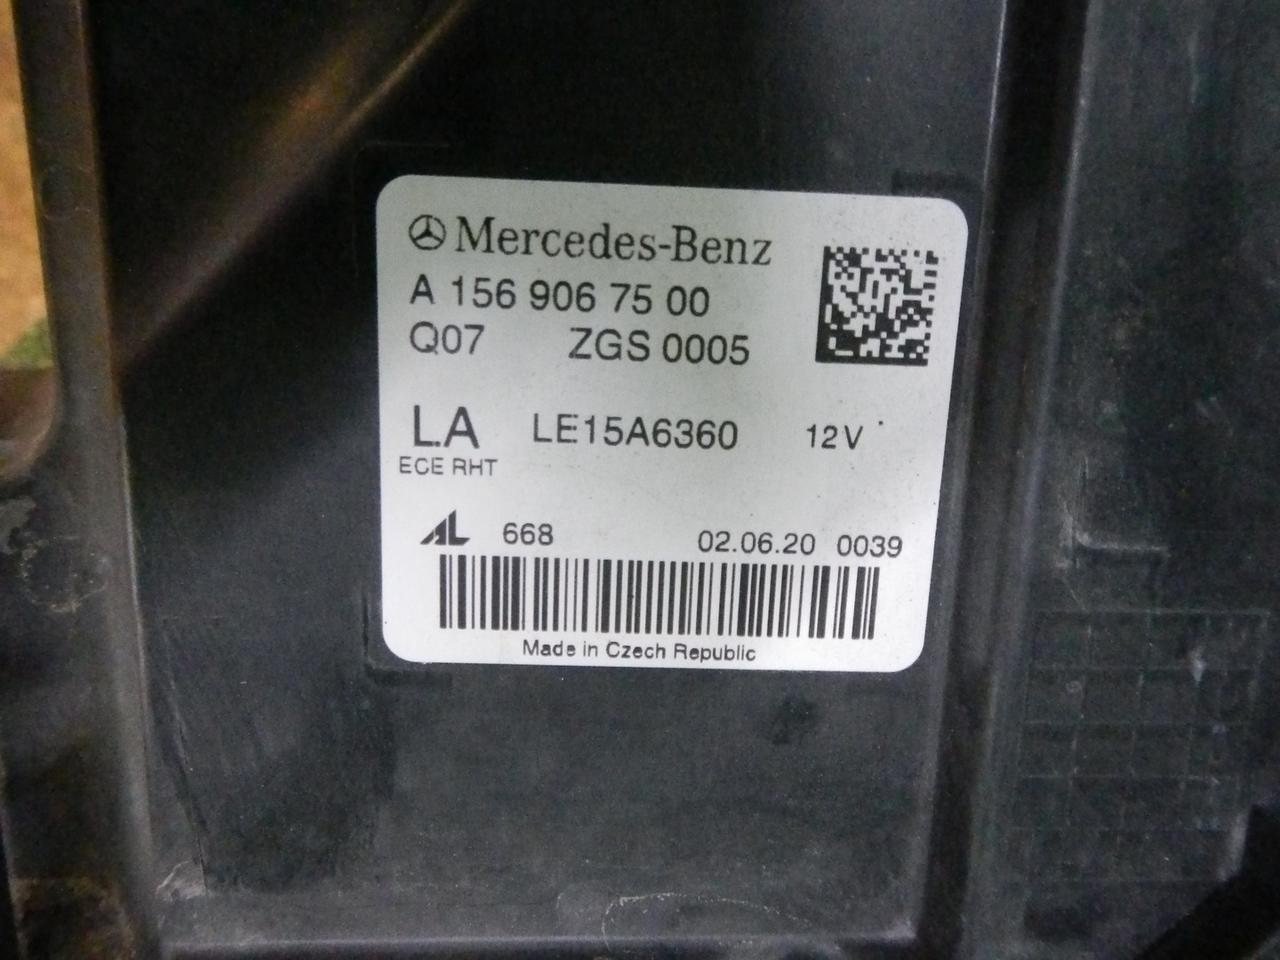 Mercedes-Benz
A 156 906 75 00
Q07 ZGS 0005
LA LE15A6360 12V
ECE RHT
AL 668 02.06.20 0039
Made in Czech Republic